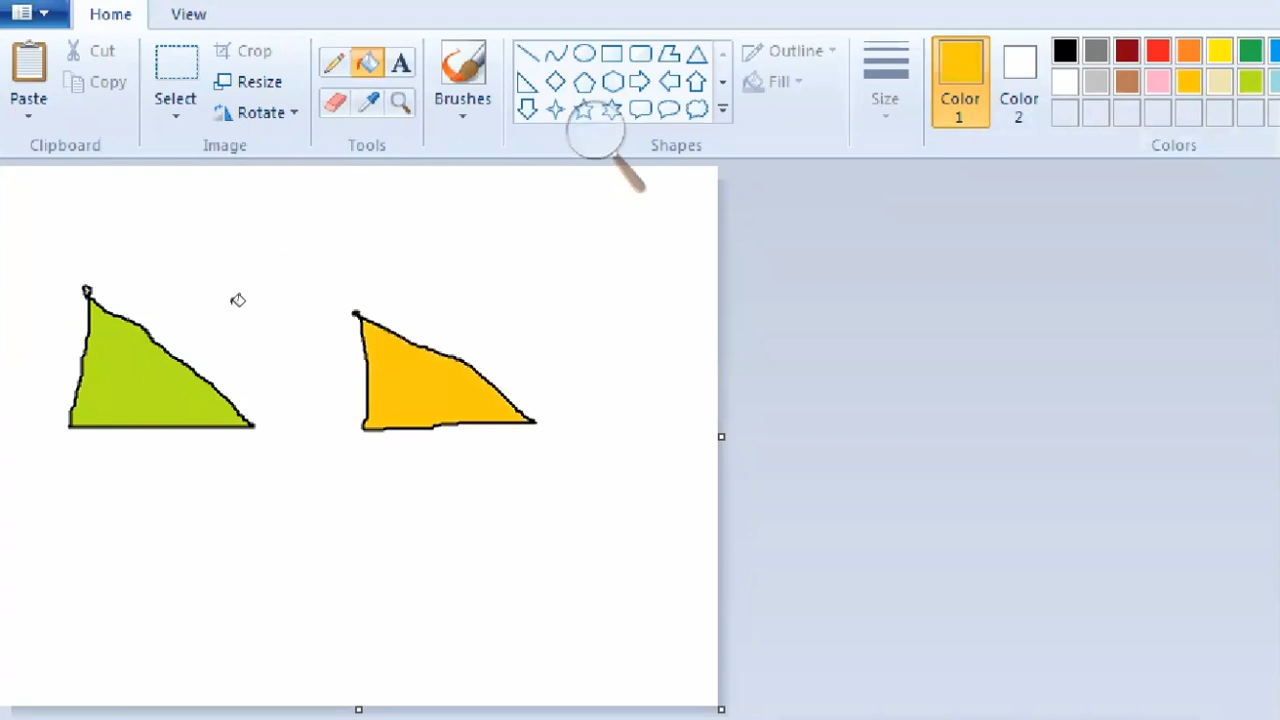 Home View
Paste
Cut
Copy
Clipboard
Select
Crop
Resize
Rotate
Image
A
Tools
Brushes
Shapes
Outline
Fill
Size
Color
1
Color
2
Colors